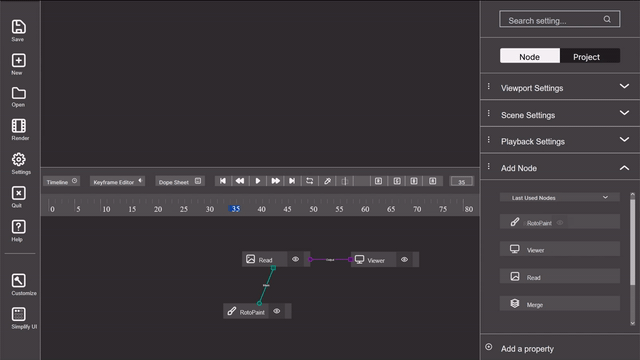 Save
New
Open
Render
Settings
Quit
Help
Customize
Simplify UI
Timeline
Keyframe Editor
Dope Sheet
35
0 5 10 15 20 25 30 35 40 45 50 55 60 65 70 75 80
Read
Viewer
RotoPaint
Search setting...
Node Project
Viewport Settings
Scene Settings
Playback Settings
Add Node
Last Used Nodes
RotoPaint
Viewer
Read
Merge
Add a property